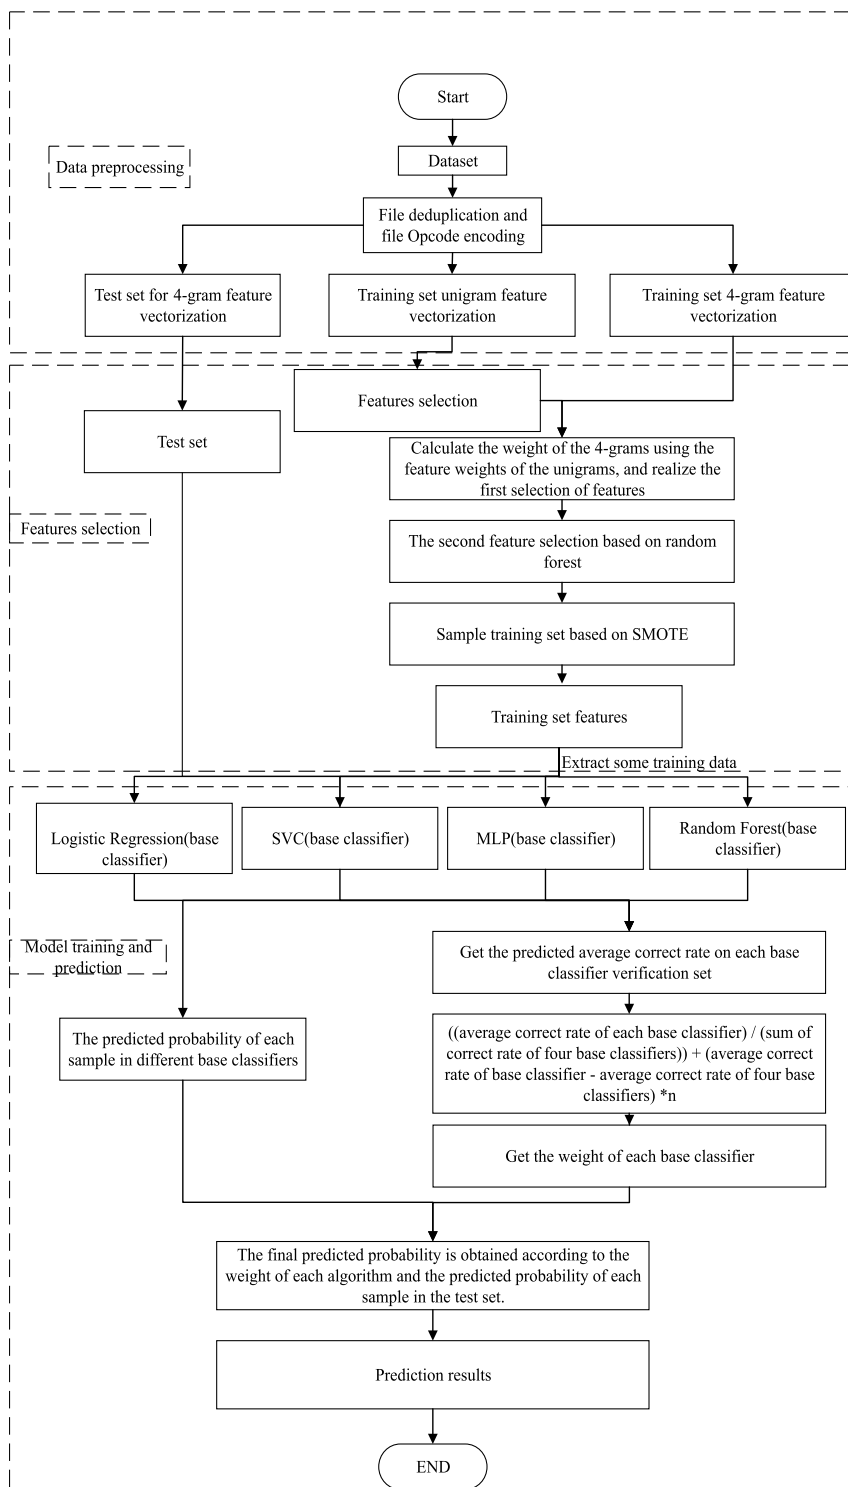 Start
Dataset
Data preprocessing
File deduplication and
file Opcode encoding
Test set for 4-gram feature
vectorization
Training set unigram feature
vectorization
Training set 4-gram feature
vectorization
Features selection
Test set
Calculate the weight of the 4-grams using the
feature weights of the unigrams, and realize the
first selection of features
Features selection
The second feature selection based on random
forest
Sample training set based on SMOTE
Training set features
Extract some training data
Logistic Regression(base
classifier)
SVC(base classifier)
MLP(base classifier)
Random Forest(base
classifier)
Model training and
prediction
Get the predicted average correct rate on each base
classifier verification set
The predicted probability of each
sample in different base classifiers
((average correct rate of each base classifier) / (sum of
correct rate of four base classifiers)) + (average correct
rate of base classifier - average correct rate of four base
classifiers) *n
Get the weight of each base classifier
The final predicted probability is obtained according to the
weight of each algorithm and the predicted probability of each
sample in the test set.
Prediction results
END